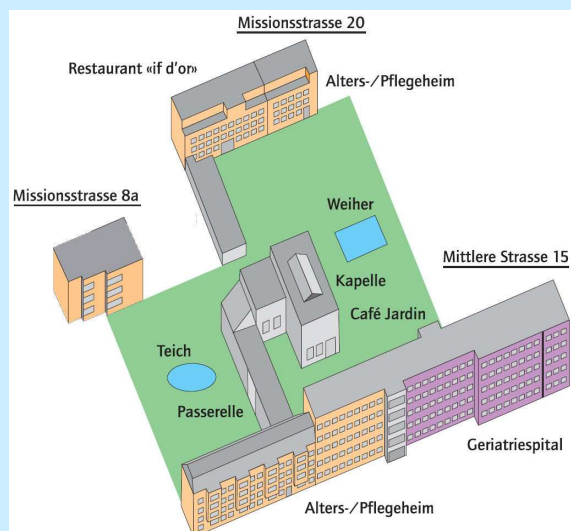 Missionsstrasse 20
Restaurant «if d'or»
Alters-/Pflegeheim
Missionsstrasse 8a
Weiher
Mittlere Strasse 15
Kapelle
Café Jardin
Teich
Passerelle
Geriatriespital
Alters-/Pflegeheim